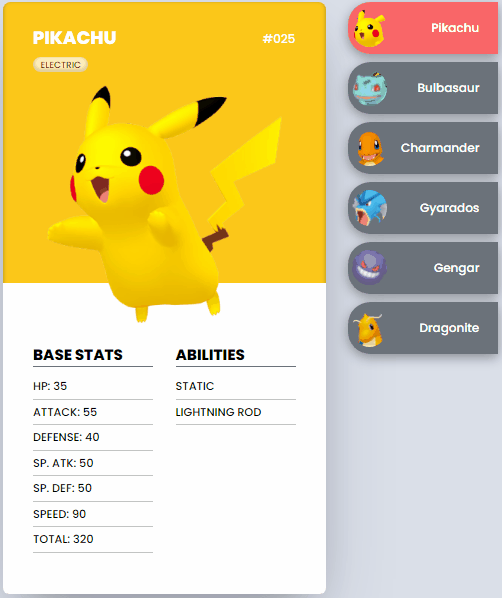 PIKACHU
#025
ELECTRIC
BASE STATS
HP: 35
ATTACK: 55
DEFENSE: 40
SP. ATK: 50
SP. DEF: 50
SPEED: 90
TOTAL: 320
ABILITIES
STATIC
LIGHTNING ROD
Pikachu
Bulbasaur
Charmander
Gyarados
Gengar
Dragonite